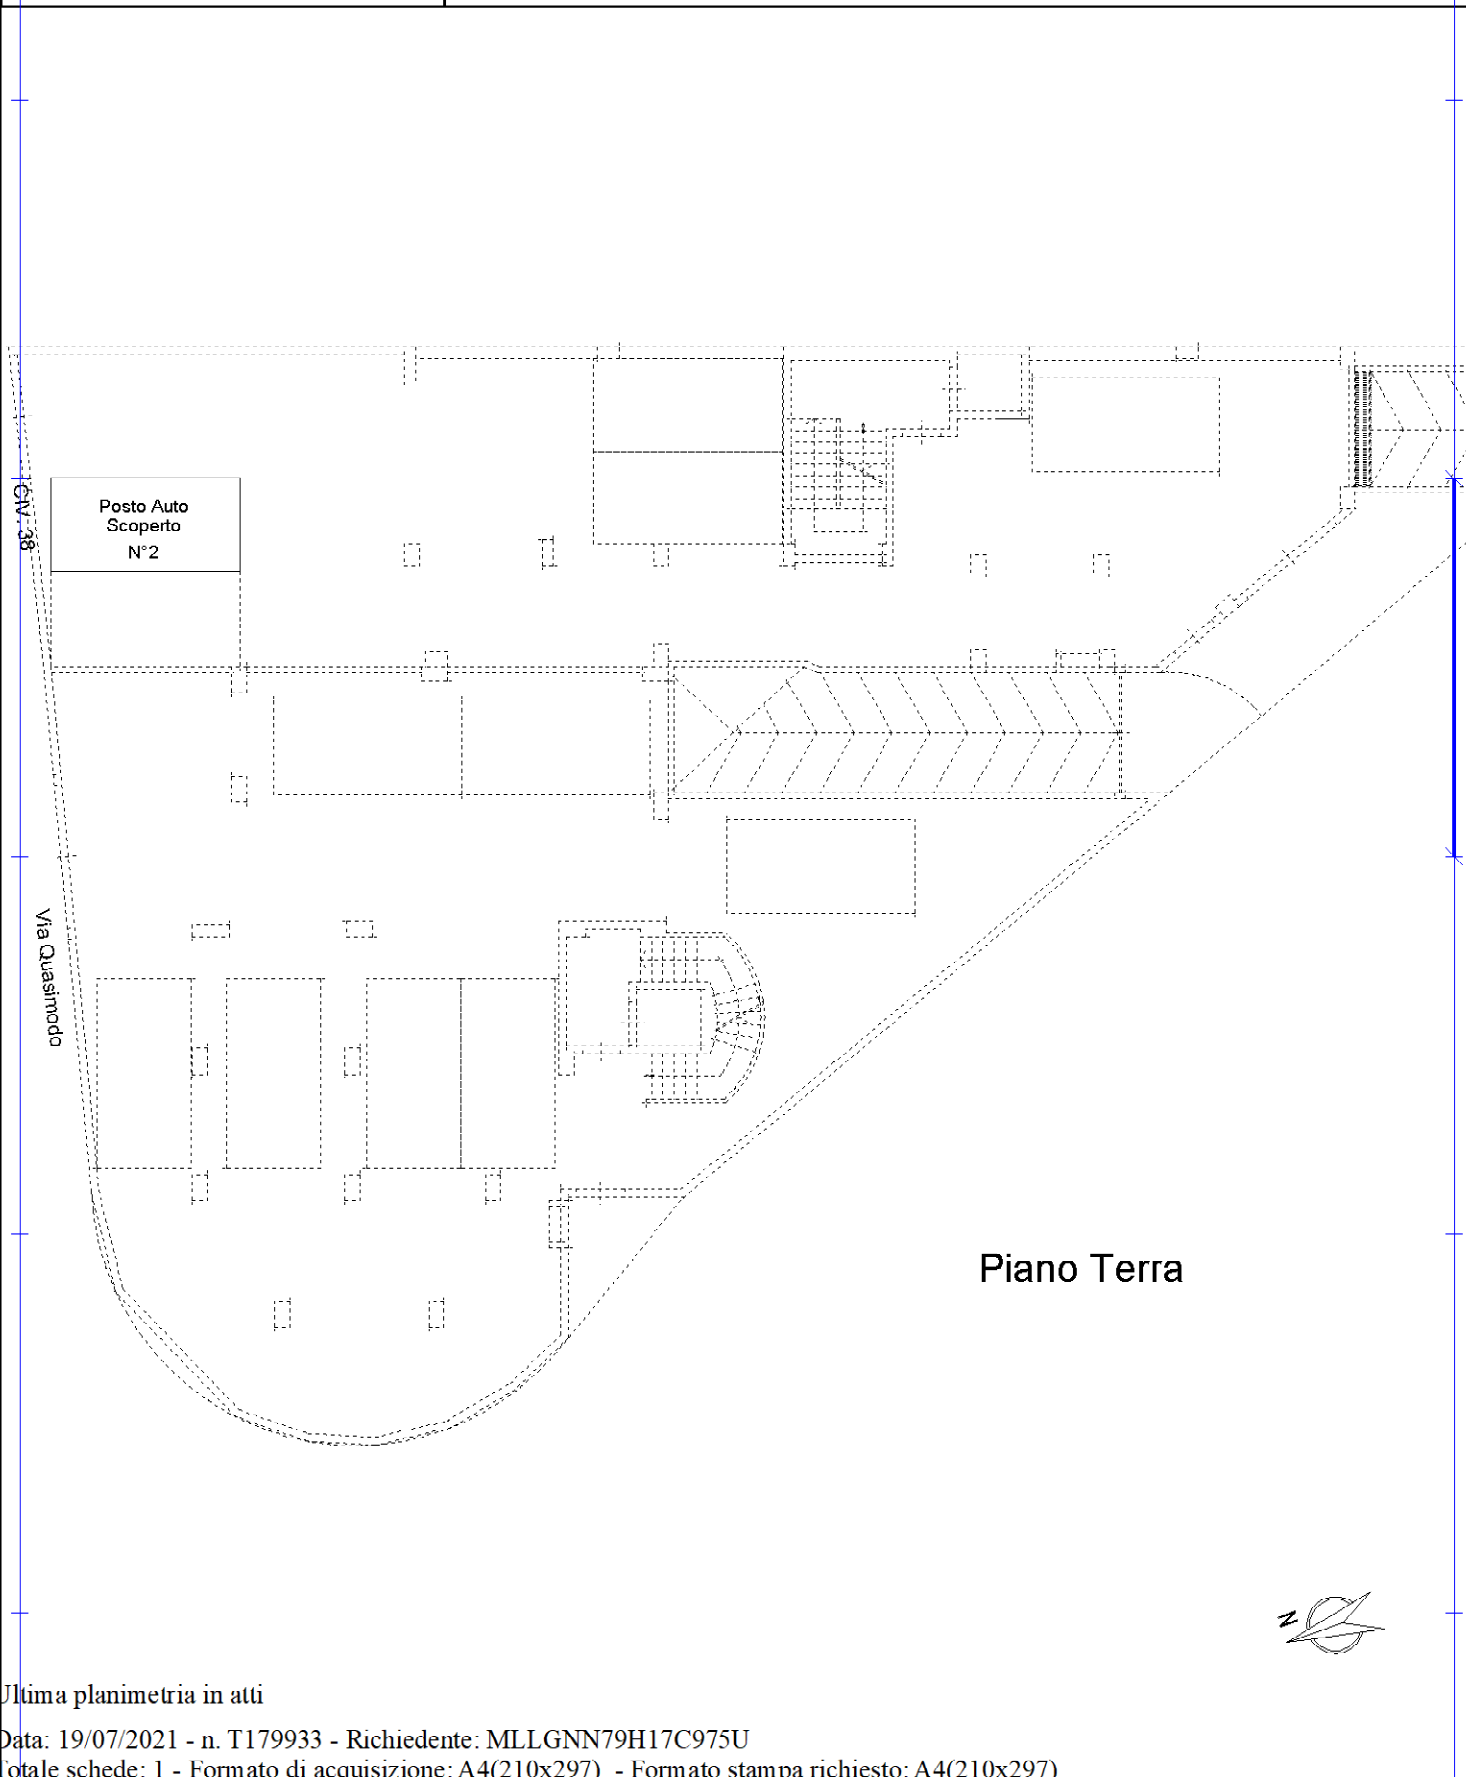 Posto Auto
Scoperto
N°2
CIV. 38
Via Quasimodo
Piano Terra
N
Ultima planimetria in atti
Data: 19/07/2021 - n. T179933 - Richiedente: MLLGNN79H17C975U
Totale schede: 1 - Formato di acquisizione: A4(210x297) - Formato stampa richiesto: A4(210x297)